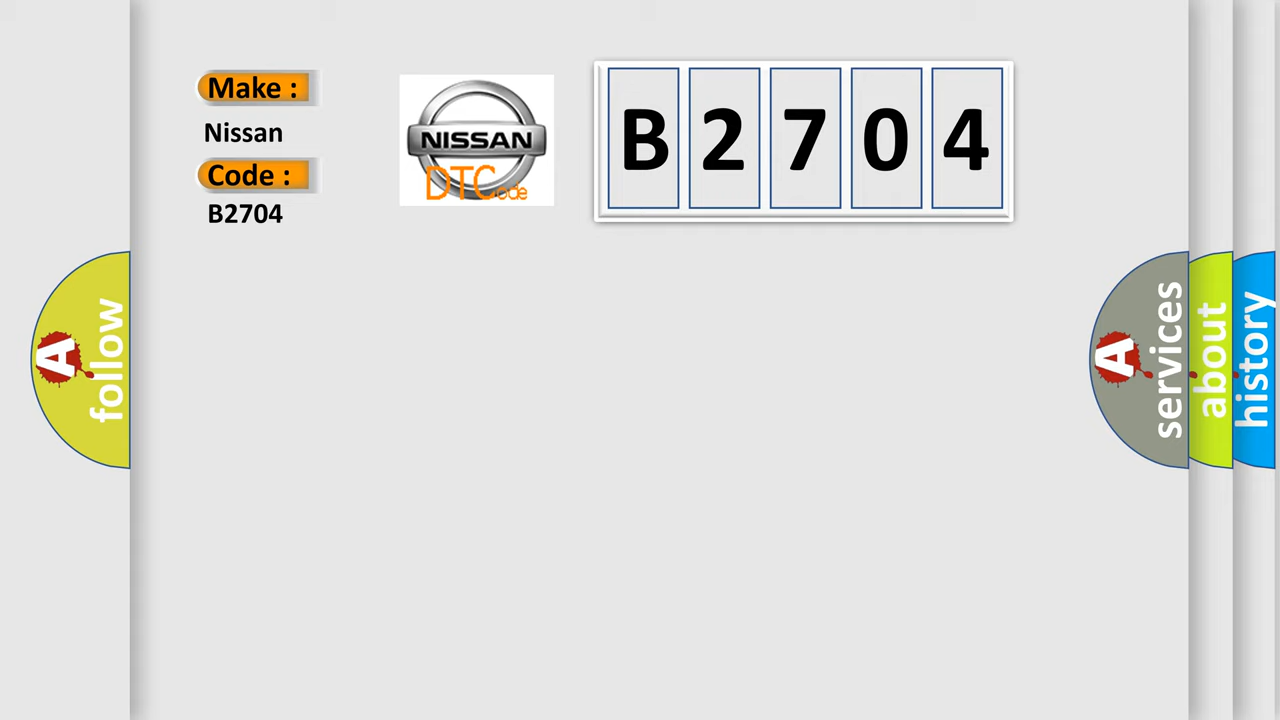 Make :
Nissan
Code :
B2704
NISSAN
DTCode
B 2 7 0 4
A follow
A services
about
history